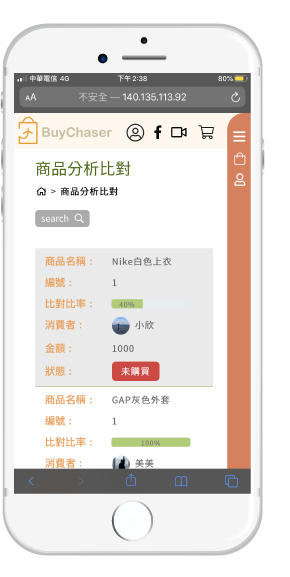 中華電信 4G 下午2:38 80%
AA 不安全 — 140.135.113.92
BuyChaser
商品分析比對
> 商品分析比對
search
商品名稱： Nike白色上衣
編號： 1
比對比率： 40%
消費者： 小欣
金額： 1000
狀態： 未購買
商品名稱： GAP灰色外套
編號： 1
比對比率： 100%
消費者： 美美